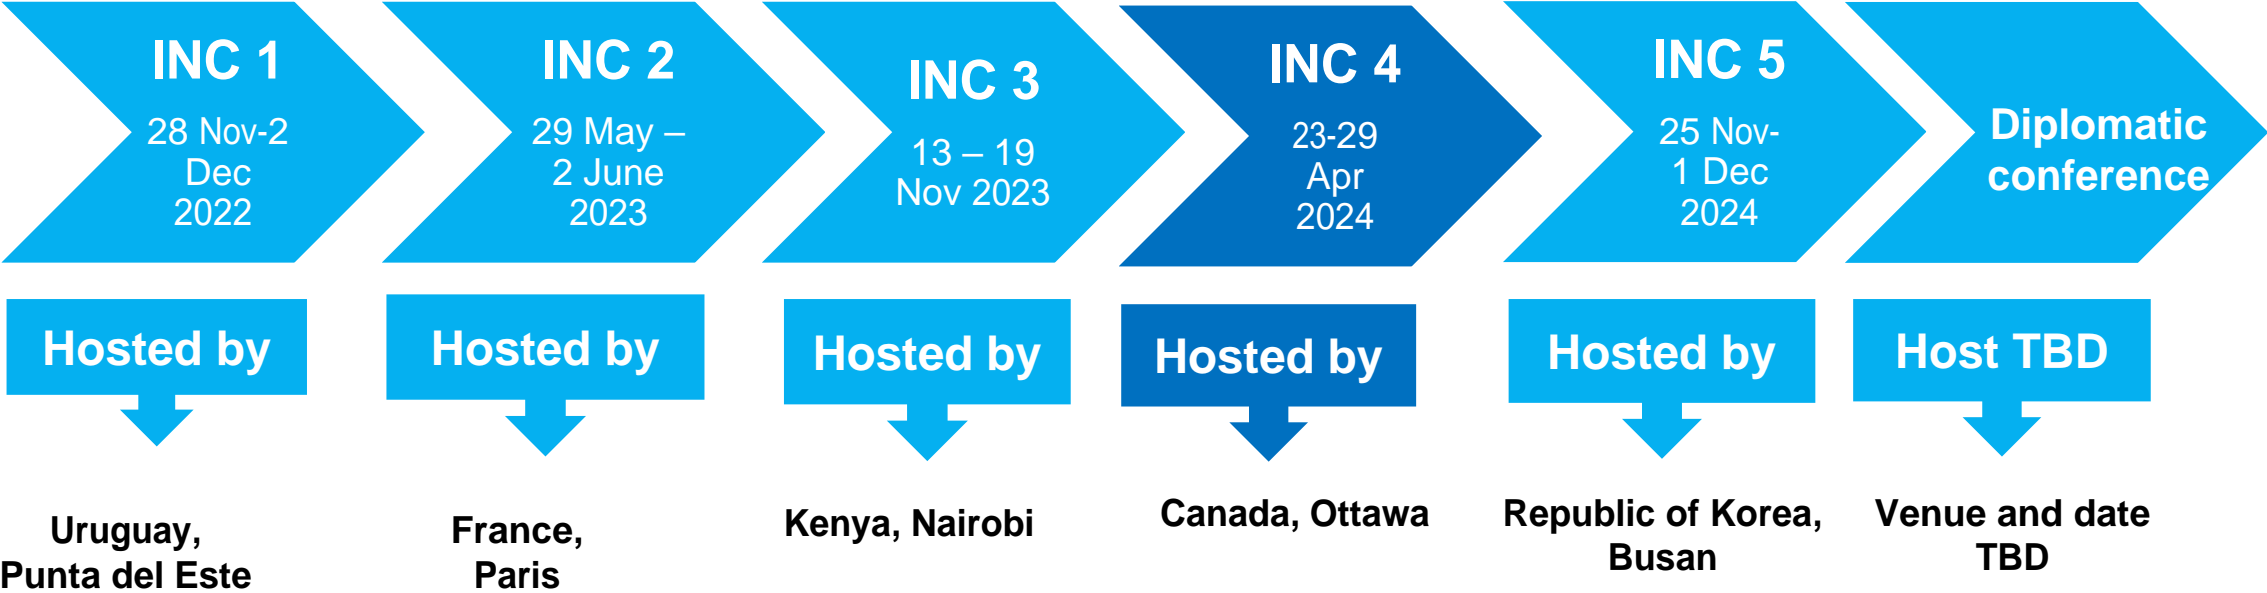 INC 1
28 Nov-2
Dec
2022
INC 2
29 May –
2 June
2023
INC 3
13 – 19
Nov 2023
INC 4
23-29
Apr
2024
INC 5
25 Nov-
1 Dec
2024
Diplomatic
conference
Hosted by
Hosted by
Hosted by
Hosted by
Hosted by
Host TBD
Uruguay,
Punta del Este
France,
Paris
Kenya, Nairobi
Canada, Ottawa
Republic of Korea,
Busan
Venue and date
TBD